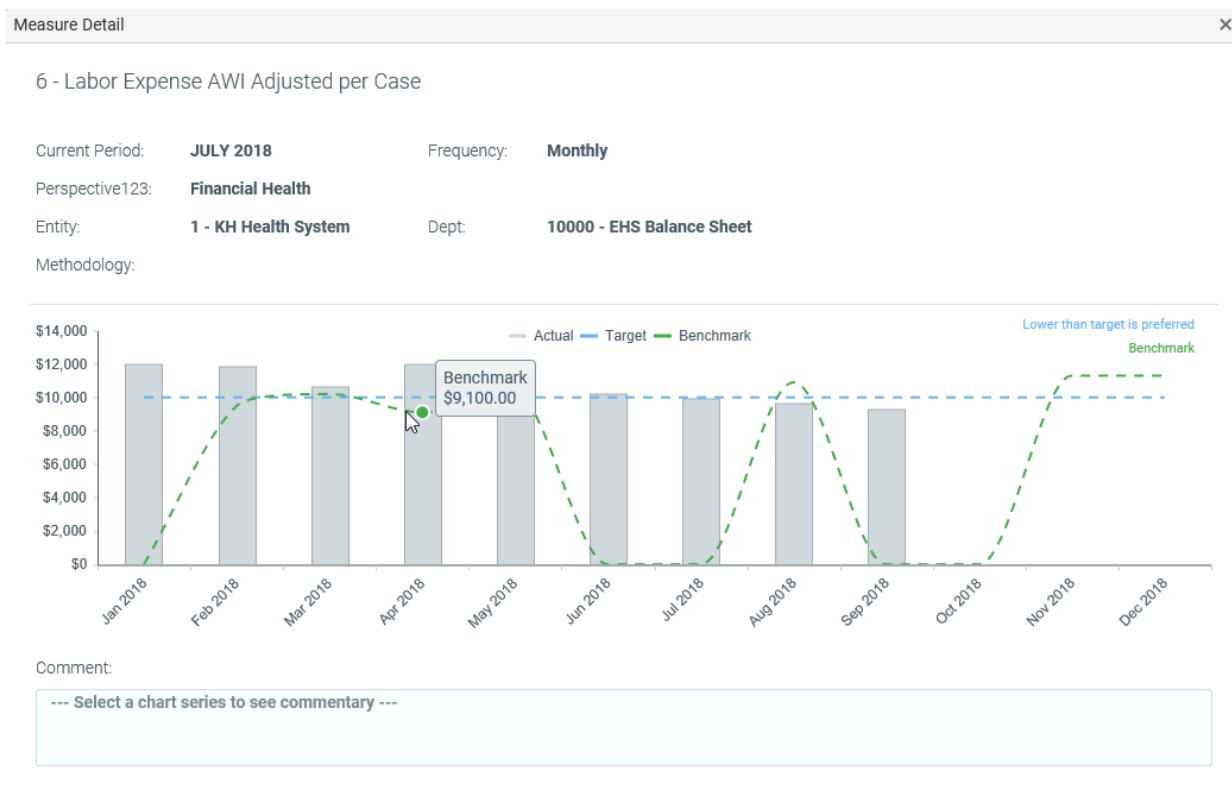 Measure Detail ×
6 - Labor Expense AWI Adjusted per Case
Current Period: JULY 2018 Frequency: Monthly
Perspective123: Financial Health
Entity: 1 - KH Health System Dept: 10000 - EHS Balance Sheet
Methodology:
Lower than target is preferred
Actual Target Benchmark
Benchmark
$14,000
$12,000
$10,000
$8,000
$6,000
$4,000
$2,000
$0
Benchmark
$9,100.00
Jan 2018 Feb 2018 Mar 2018 Apr 2018 May 2018 Jun 2018 Jul 2018 Aug 2018 Sep 2018 Oct 2018 Nov 2018 Dec 2018
Comment:
--- Select a chart series to see commentary ---